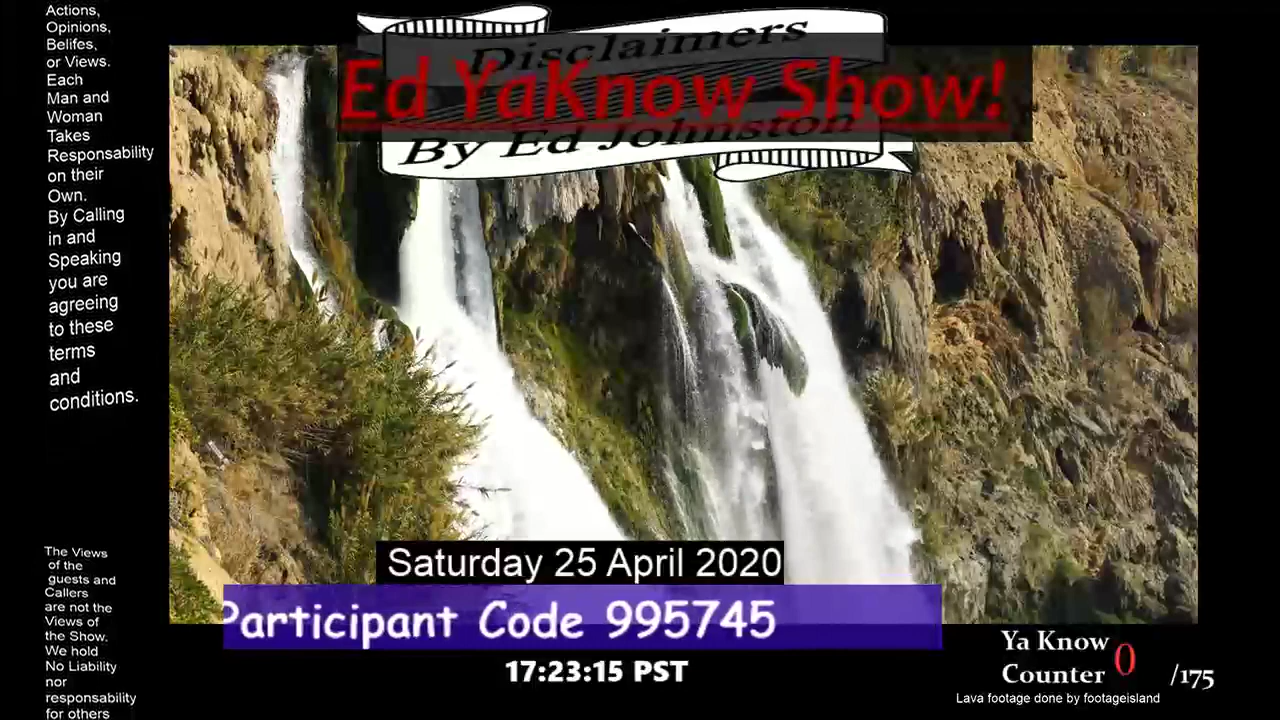 Actions,
Opinions,
Belifes,
or Views.
Each
Man and
Woman
Takes
Responsability
on their
Own.
By Calling
in and
Speaking
you are
agreeing
to these
terms
and
conditions.
The Views
of the
guests and
Callers
are not the
Views of
the Show.
We hold
No Liability
nor
responsability
for others
Disclaimers
Ed YaKnow Show!
By Ed Johnston
Saturday 25 April 2020
Participant Code 995745
17:23:15 PST
Ya Know
Counter 0 /175
Lava footage done by footageisland